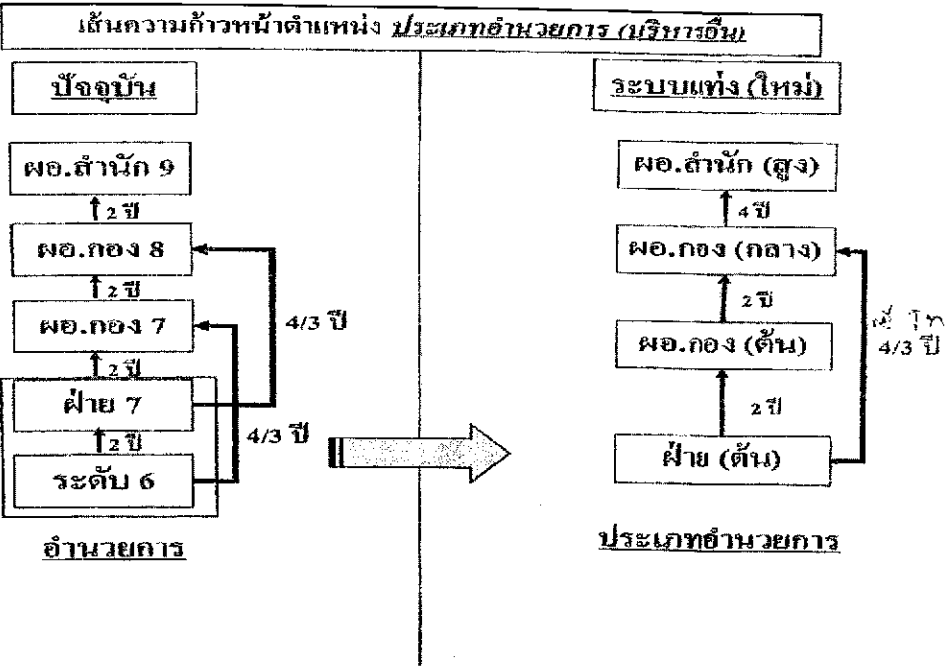 เส้นความก้าวหน้าตำแหน่ง ประเภทอำนวยการ (บริหารอื่น)
ปัจจุบัน
ผอ.สำนัก 9
2 ปี
ผอ.กอง 8
2 ปี
ผอ.กอง 7
2 ปี
ฝ่าย 7
2 ปี
ระดับ 6
4/3 ปี
4/3 ปี
อำนวยการ
ระบบแท่ง (ใหม่)
ผอ.สำนัก (สูง)
4 ปี
ผอ.กอง (กลาง)
2 ปี
ผอ.กอง (ต้น)
2 ปี
ฝ่าย (ต้น)
4/3 ปี
ประเภทอำนวยการ